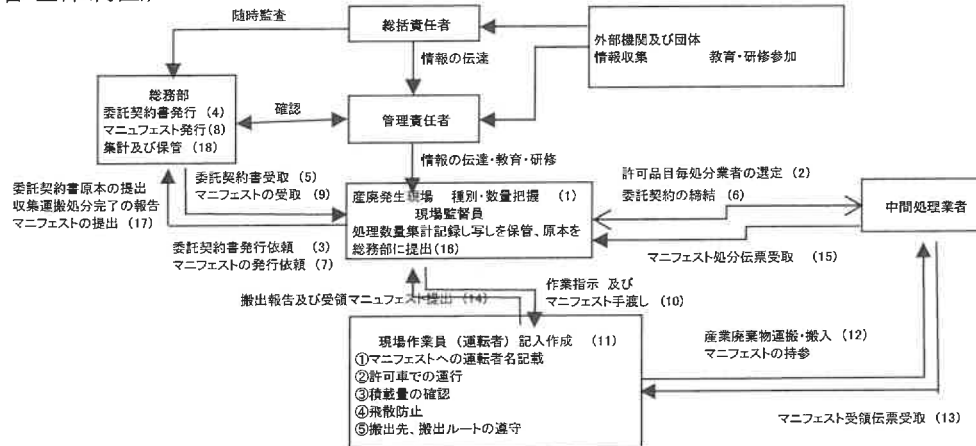 随時監査
総括責任者
外部機関及び団体
情報収集　教育・研修参加
情報の伝達
総務部
委託契約書発行 (4)
マニュフェスト発行(8)
集計及び保管 (18)
確認
管理責任者
情報の伝達・教育・研修
委託契約書受取 (5)
マニフェストの受取 (9)
許可品目毎処分業者の選定 (2)
委託契約の締結 (6)
委託契約書原本の提出
収集運搬処分完了の報告
マニフェストの提出 (17)
産廃発生現場　種別・数量把握 (1)
現場監督員
処理数量集計記録し写しを保管、原本を
総務部に提出(16)
中間処理業者
委託契約書発行依頼 (3)
マニフェストの発行依頼 (7)
マニフェスト処分伝票受取 (15)
搬出報告及び受領マニュフェスト提出 (14)
作業指示 及び
マニフェスト手渡し (10)
現場作業員 (運転者) 記入作成 (11)
①マニフェストへの運転者名記載
②許可車での運行
③積載量の確認
④飛散防止
⑤搬出先、搬出ルートの遵守
産業廃棄物運搬・搬入 (12)
マニフェストの持参
マニフェスト受領伝票受取 (13)